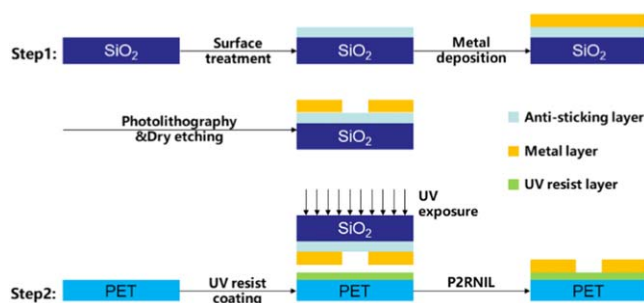 Step1:
SiO2
Surface
treatment
SiO2
Metal
deposition
SiO2
Photolithography
&Dry etching
SiO2
Anti-sticking layer
Metal layer
UV resist layer
UV
exposure
SiO2
Step2:
PET
UV resist
coating
PET
P2RNIL
PET